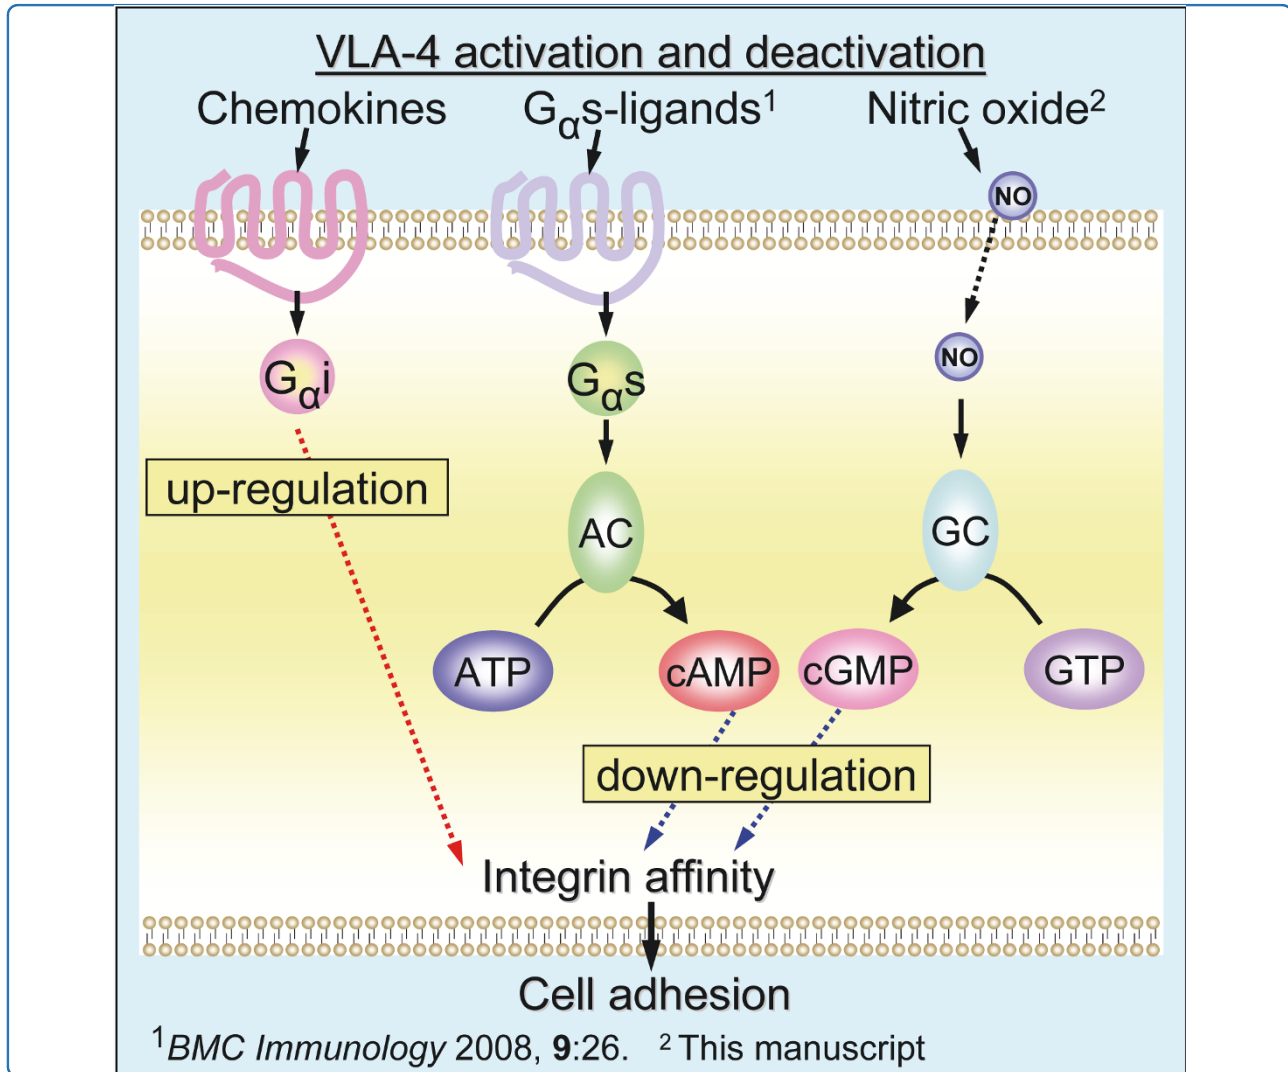 VLA-4 activation and deactivation
Chemokines
Gαs-ligands¹
Nitric oxide²
NO
NO
Gαi
Gαs
up-regulation
AC
GC
ATP
cAMP
cGMP
GTP
down-regulation
Integrin affinity
Cell adhesion
¹BMC Immunology 2008, 9:26. ² This manuscript